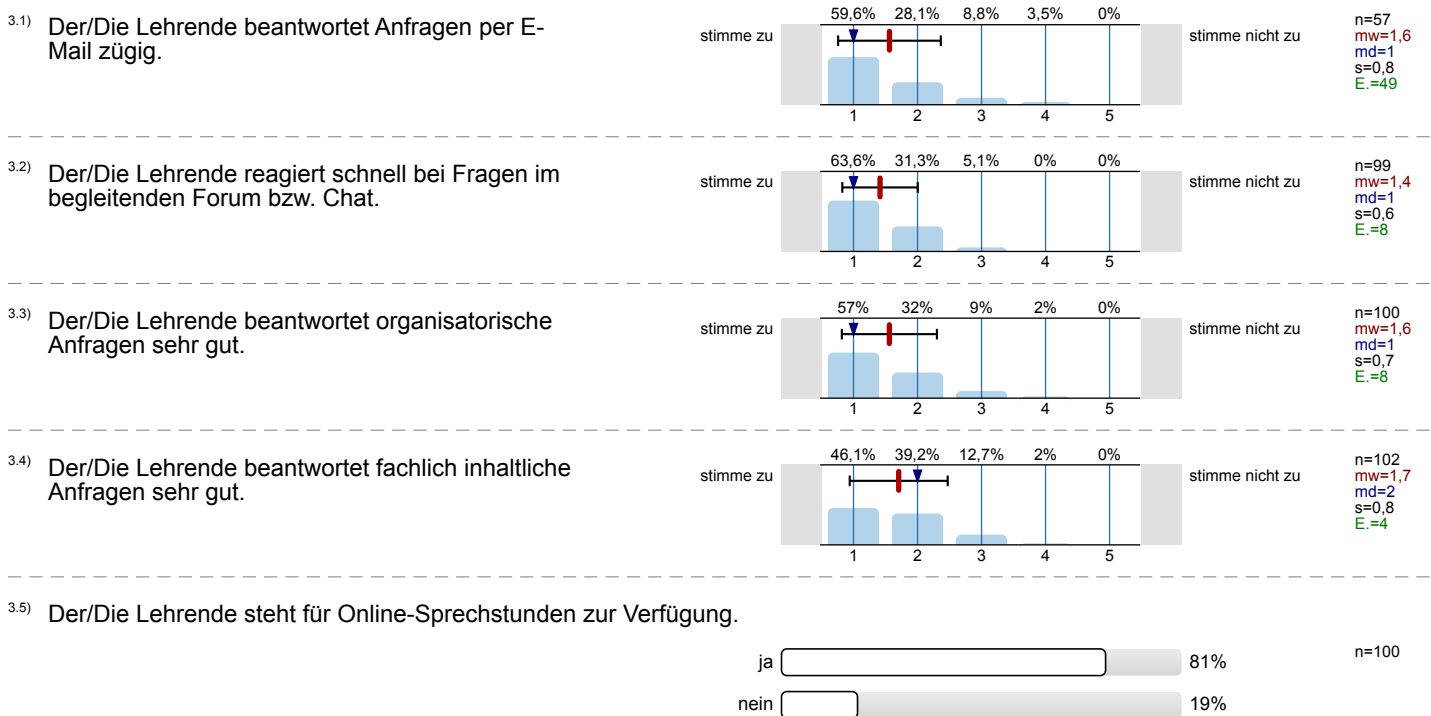 3.1) Der/Die Lehrende beantwortet Anfragen per E-
Mail zügig.
stimme zu
59,6% 28,1% 8,8% 3,5% 0%
1 2 3 4 5
stimme nicht zu
n=57
mw=1,6
md=1
s=0,8
E.=49
3.2) Der/Die Lehrende reagiert schnell bei Fragen im
begleitenden Forum bzw. Chat.
stimme zu
63,6% 31,3% 5,1% 0% 0%
1 2 3 4 5
stimme nicht zu
n=99
mw=1,4
md=1
s=0,6
E.=8
3.3) Der/Die Lehrende beantwortet organisatorische
Anfragen sehr gut.
stimme zu
57% 32% 9% 2% 0%
1 2 3 4 5
stimme nicht zu
n=100
mw=1,6
md=1
s=0,7
E.=8
3.4) Der/Die Lehrende beantwortet fachlich inhaltliche
Anfragen sehr gut.
stimme zu
46,1% 39,2% 12,7% 2% 0%
1 2 3 4 5
stimme nicht zu
n=102
mw=1,7
md=2
s=0,8
E.=4
3.5) Der/Die Lehrende steht für Online-Sprechstunden zur Verfügung.
ja 81% n=100
nein 19%